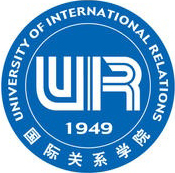 UNIVERSITY OF INTERNATIONAL RELATIONS
UIR
1949
国际关系学院